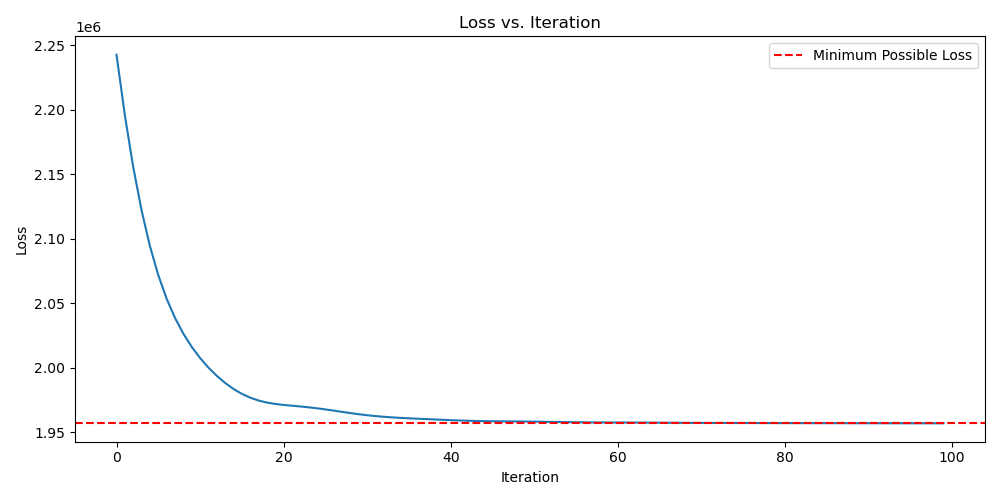 Loss vs. Iteration
1e6
2.25
2.20
2.15
2.10
2.05
2.00
1.95
Loss
Minimum Possible Loss
0 20 40 60 80 100
Iteration